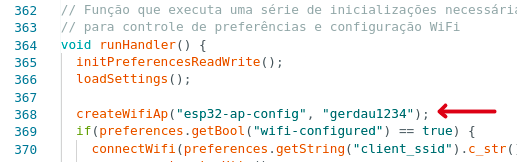 362 // Função que executa uma série de inicializações necessária
363 // para controle de preferências e configuração WiFi
364 void runHandler() {
365 initPreferencesReadWrite();
366 loadSettings();
367
368 createWifiAp("esp32-ap-config", "gerdau1234");
369 if(preferences.getBool("wifi-configured") == true) {
370 connectWifi(preferences.getString("client_ssid").c_str()